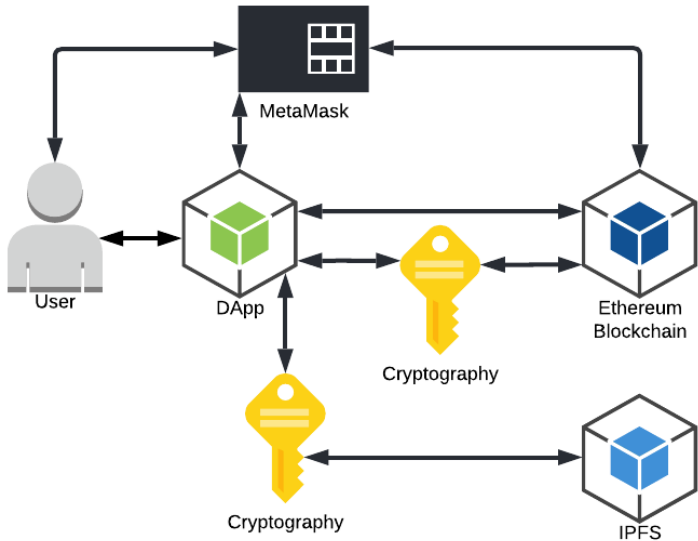 MetaMask
User
DApp
Ethereum
Blockchain
Cryptography
Cryptography
IPFS